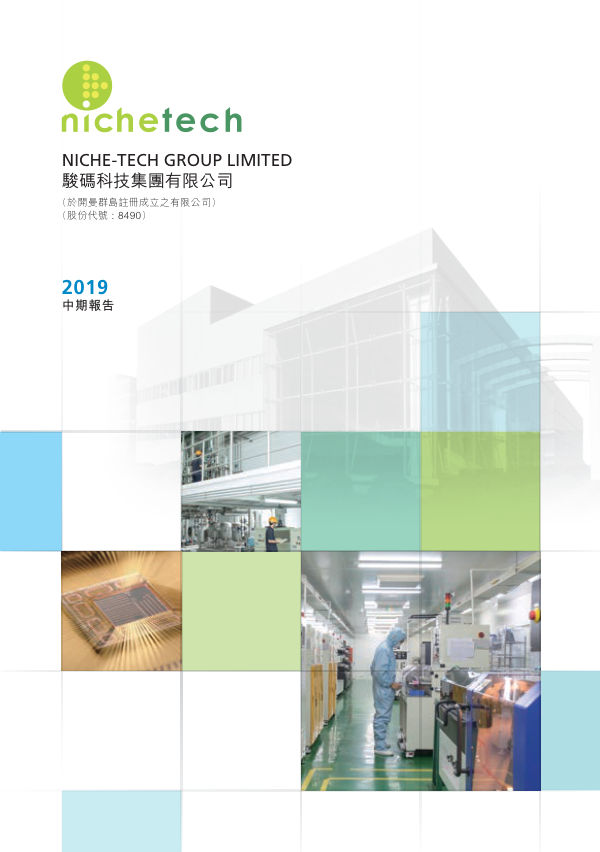 nichetech
NICHE-TECH GROUP LIMITED
駿碼科技集團有限公司
（於開曼群島註冊成立之有限公司）
（股份代號：8490）
2019
中期報告